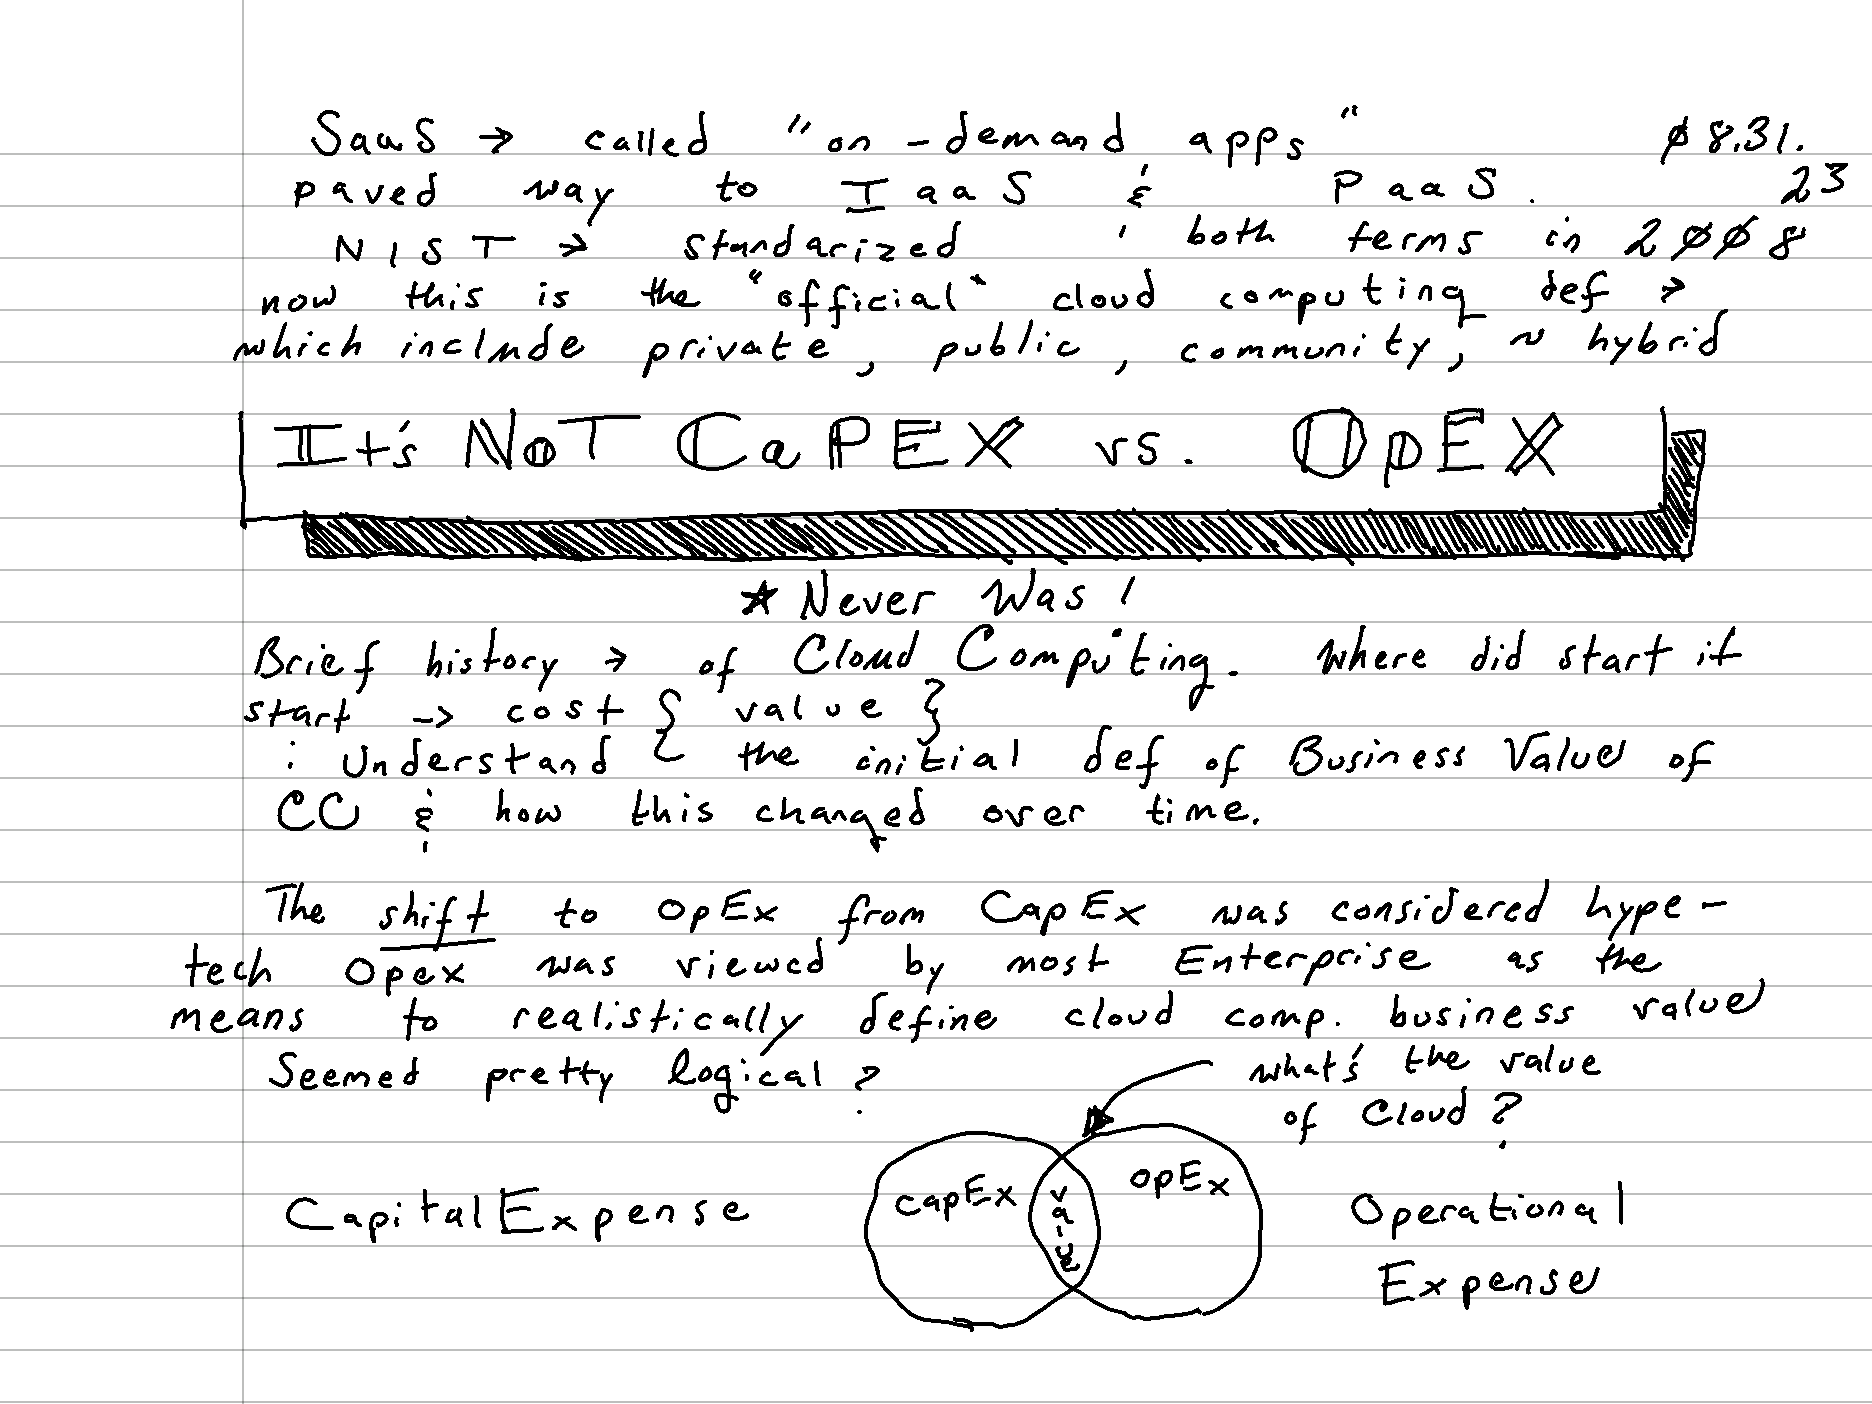 SaaS → called "on-demand apps" Ø8.31.
paved way to IaaS & PaaS. 23
NIST → standarized both terms in 2ØØ8
now this is the "official" cloud computing def →
which include private, public, community, ~ hybrid
It's NoT CaPEX vs. OpEX
★ Never Was!
Brief history → of Cloud Computing. Where did start it
start -> cost { value }
: Understand { the initial def of Business Value of
CC & how this changed over time.
The shift to OpEx from CapEx was considered hype -
tech Opex was viewed by most Enterprise as the
means to realistically define cloud comp. business value
Seemed pretty logical? what's the value
of Cloud?
Capital Expense
capEx
value
opEx
Operational
Expense